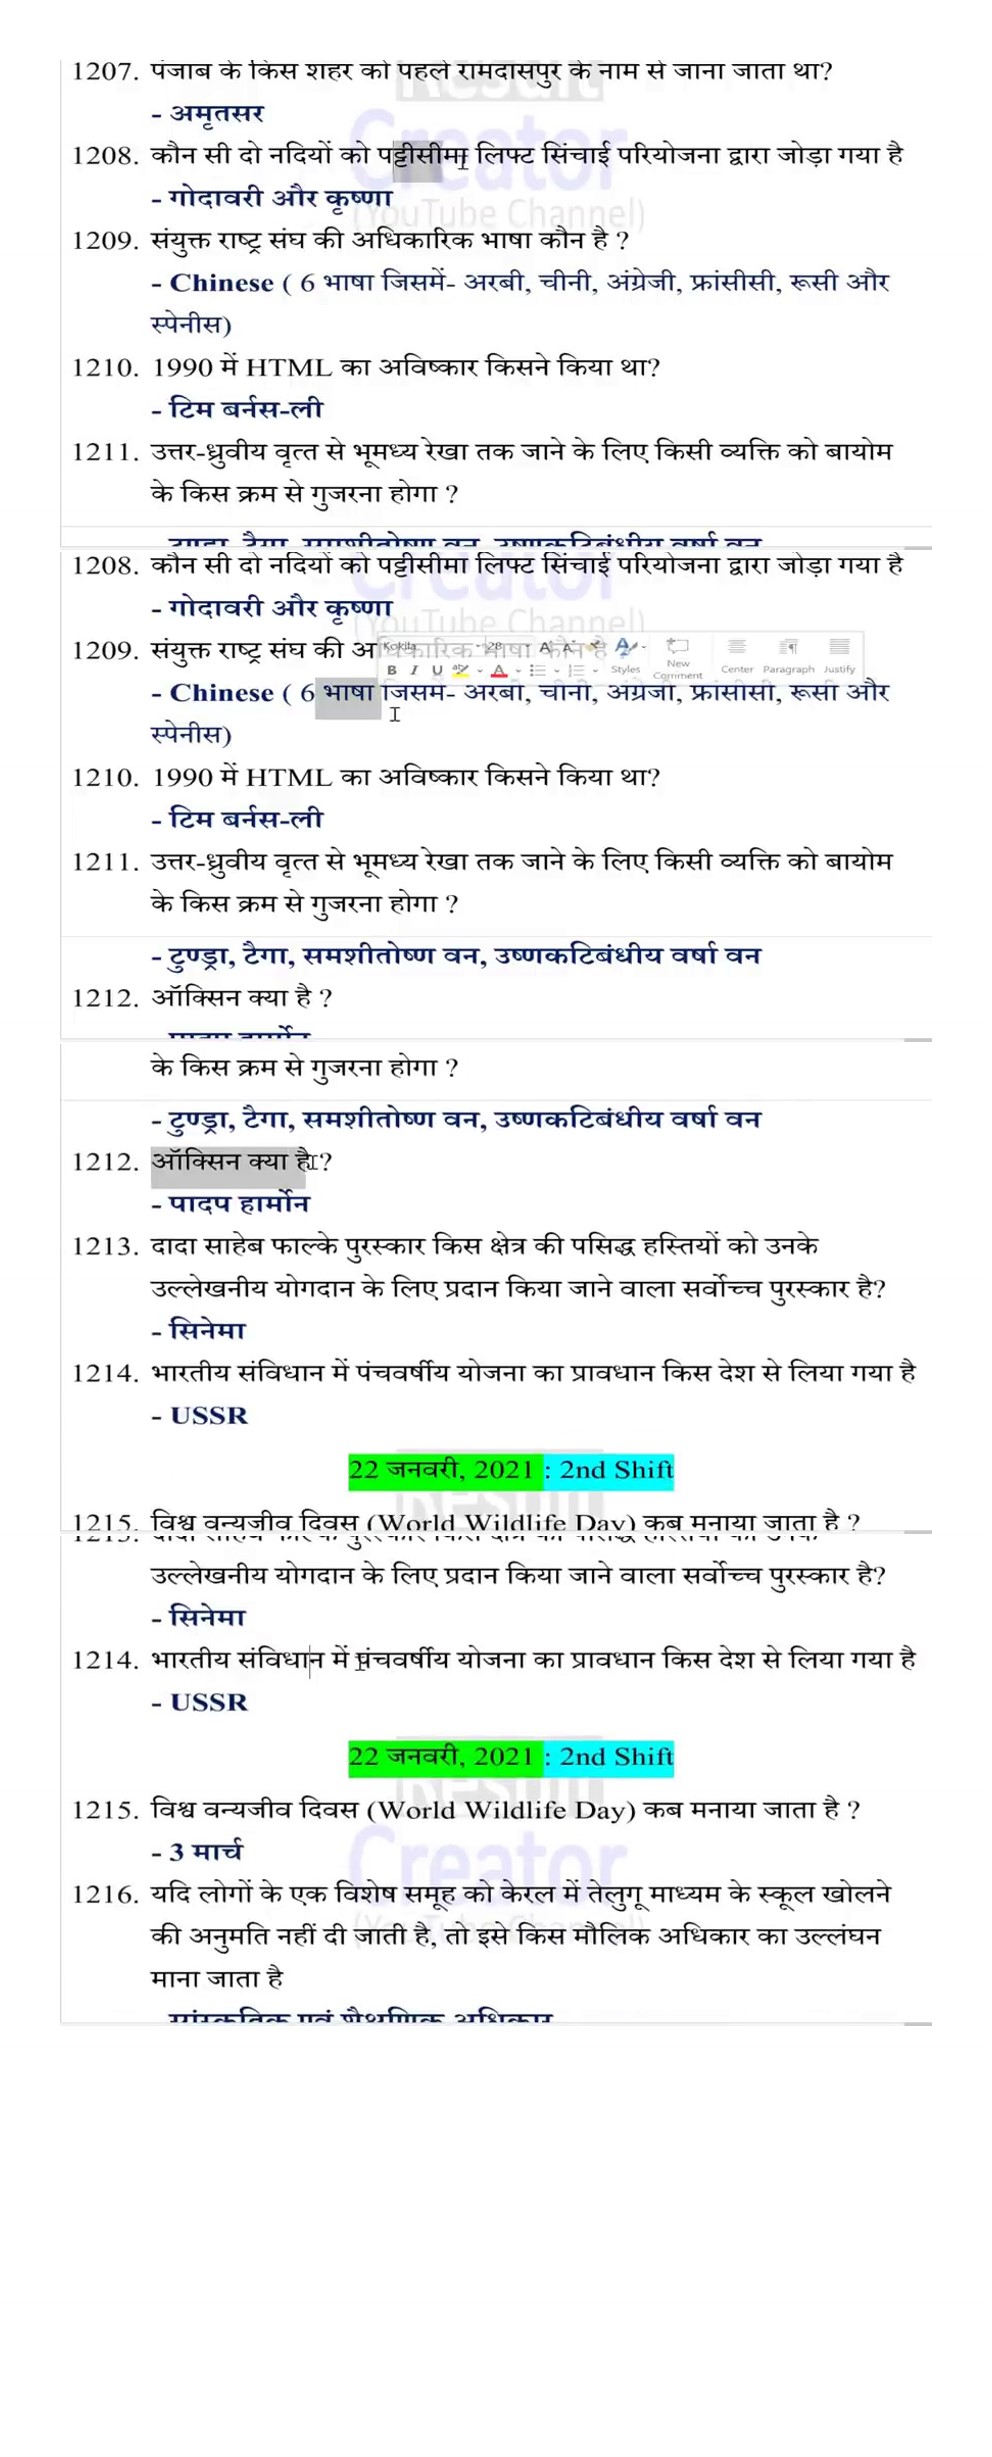 1207. पंजाब के किस शहर को पहले रामदासपुर के नाम से जाना जाता था?
- अमृतसर
1208. कौन सी दो नदियों को पट्टीसीमा लिफ्ट सिंचाई परियोजना द्वारा जोड़ा गया है
- गोदावरी और कृष्णा
1209. संयुक्त राष्ट्र संघ की अधिकारिक भाषा कौन है ?
- Chinese ( 6 भाषा जिसमें- अरबी, चीनी, अंग्रेजी, फ्रांसीसी, रूसी और
स्पेनीस)
1210. 1990 में HTML का अविष्कार किसने किया था?
- टिम बर्नस-ली
1211. उत्तर-ध्रुवीय वृत्त से भूमध्य रेखा तक जाने के लिए किसी व्यक्ति को बायोम
के किस क्रम से गुजरना होगा ?
- टुण्ड्रा, टैगा, समशीतोष्ण वन, उष्णकटिबंधीय वर्षा वन
1208. कौन सी दो नदियों को पट्टीसीमा लिफ्ट सिंचाई परियोजना द्वारा जोड़ा गया है
- गोदावरी और कृष्णा
1209. संयुक्त राष्ट्र संघ की अधिकारिक भाषा कौन है
Kokila 28
B I U Styles New Comment Center Paragraph Justify
- Chinese ( 6 भाषा जिसमें- अरबी, चीनी, अंग्रेजी, फ्रांसीसी, रूसी और
स्पेनीस)
1210. 1990 में HTML का अविष्कार किसने किया था?
- टिम बर्नस-ली
1211. उत्तर-ध्रुवीय वृत्त से भूमध्य रेखा तक जाने के लिए किसी व्यक्ति को बायोम
के किस क्रम से गुजरना होगा ?
- टुण्ड्रा, टैगा, समशीतोष्ण वन, उष्णकटिबंधीय वर्षा वन
1212. ऑक्सिन क्या है ?
पादप हार्मोन
के किस क्रम से गुजरना होगा ?
- टुण्ड्रा, टैगा, समशीतोष्ण वन, उष्णकटिबंधीय वर्षा वन
1212. ऑक्सिन क्या है ?
- पादप हार्मोन
1213. दादा साहेब फाल्के पुरस्कार किस क्षेत्र की पसिद्ध हस्तियों को उनके
उल्लेखनीय योगदान के लिए प्रदान किया जाने वाला सर्वोच्च पुरस्कार है?
- सिनेमा
1214. भारतीय संविधान में पंचवर्षीय योजना का प्रावधान किस देश से लिया गया है
- USSR
22 जनवरी, 2021 : 2nd Shift
1215. विश्व वन्यजीव दिवस (World Wildlife Day) कब मनाया जाता है ?
उल्लेखनीय योगदान के लिए प्रदान किया जाने वाला सर्वोच्च पुरस्कार है?
- सिनेमा
1214. भारतीय संविधान में पंचवर्षीय योजना का प्रावधान किस देश से लिया गया है
- USSR
22 जनवरी, 2021 : 2nd Shift
1215. विश्व वन्यजीव दिवस (World Wildlife Day) कब मनाया जाता है ?
- 3 मार्च
1216. यदि लोगों के एक विशेष समूह को केरल में तेलुगू माध्यम के स्कूल खोलने
की अनुमति नहीं दी जाती है, तो इसे किस मौलिक अधिकार का उल्लंघन
माना जाता है
सांस्कृतिक एवं शैक्षणिक अधिकार